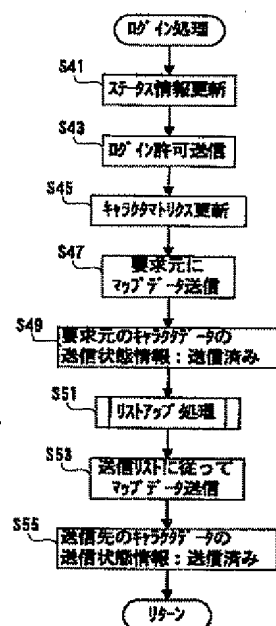 ログイン処理
S41
ステータス情報更新
S43
ログイン許可送信
S45
キャラクタマトリクス更新
S47
要求元に
マップデータ送信
S49
要求元のキャラクタデータの
送信状態情報：送信済み
S51
リストアップ処理
S53
送信リストに従って
マップデータ送信
S55
送信先のキャラクタデータの
送信状態情報：送信済み
リターン